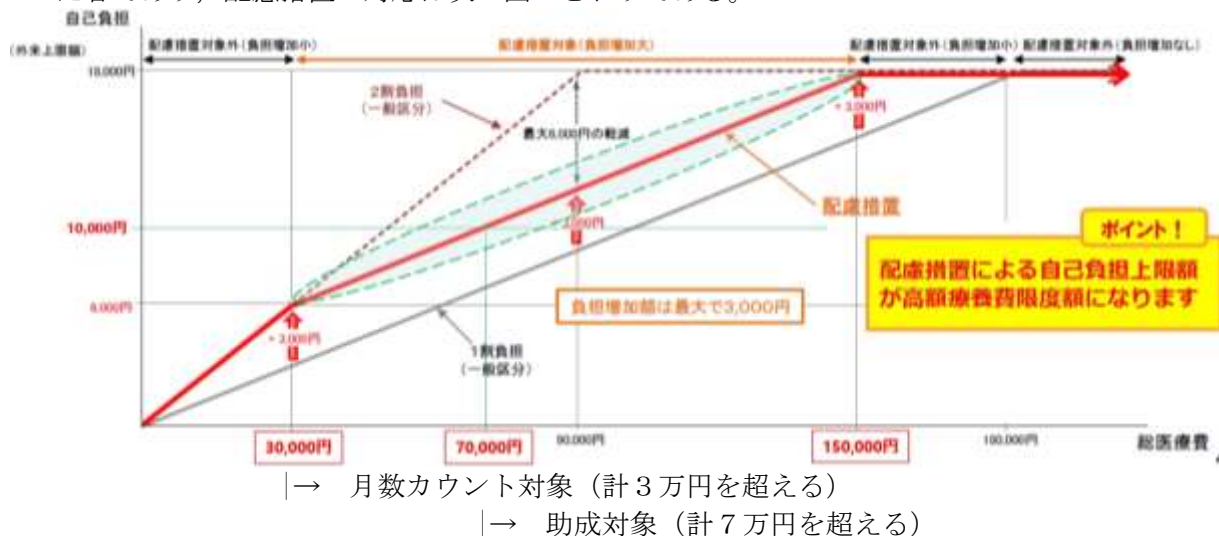 自己負担
(外来上限額)
配慮措置対象外(負担増加小)
配慮措置対象(負担増加大)
配慮措置対象外(負担増加小)
配慮措置対象外(負担増加なし)
18,000円
2割負担
(一般区分)
最大6,000円の軽減
+3,000円
配慮措置
10,000円
ポイント！
配慮措置による自己負担上限額
が高額療養費限度額になります
6,000円
負担増加額は最大で3,000円
+3,000円
1割負担
(一般区分)
30,000円
70,000円
90,000円
150,000円
総医療費
|→　月数カウント対象（計３万円を超える）
|→　助成対象（計７万円を超える）